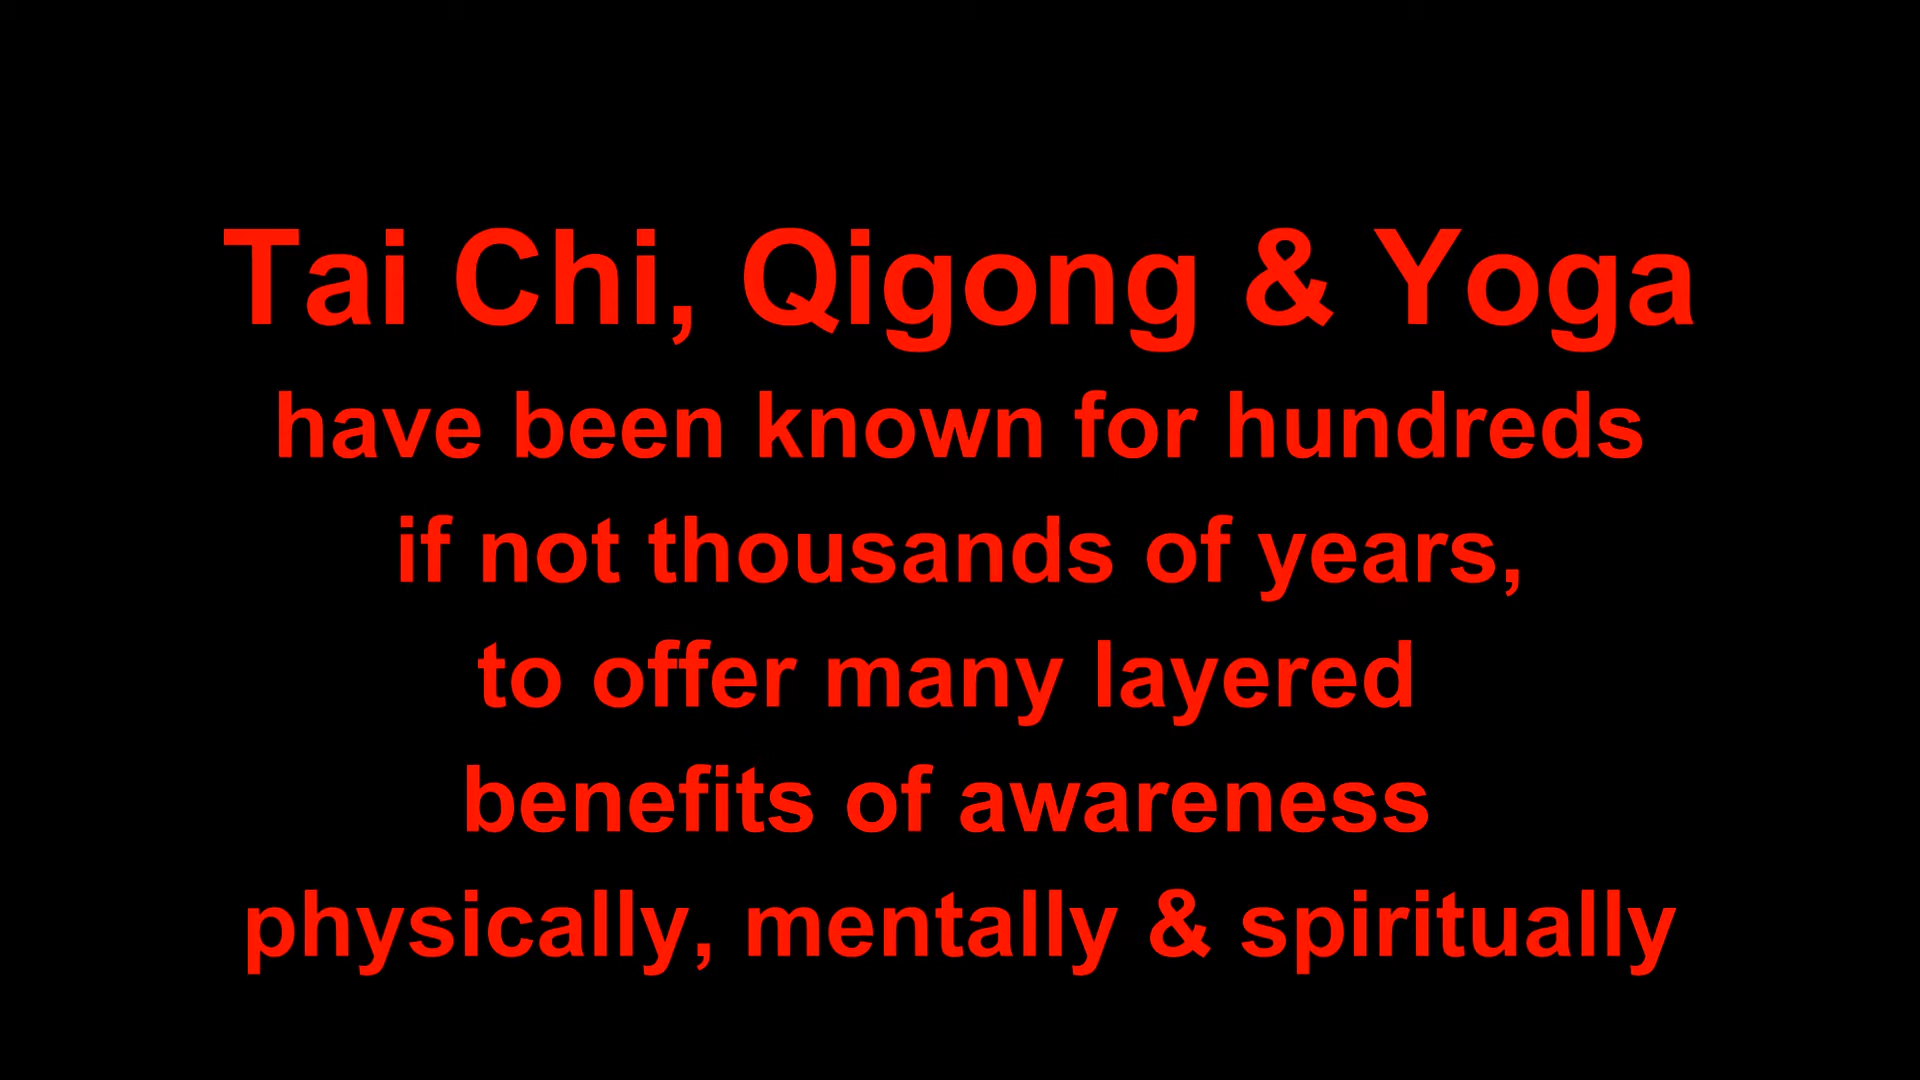 Tai Chi, Qigong & Yoga
have been known for hundreds
if not thousands of years,
to offer many layered
benefits of awareness
physically, mentally & spiritually